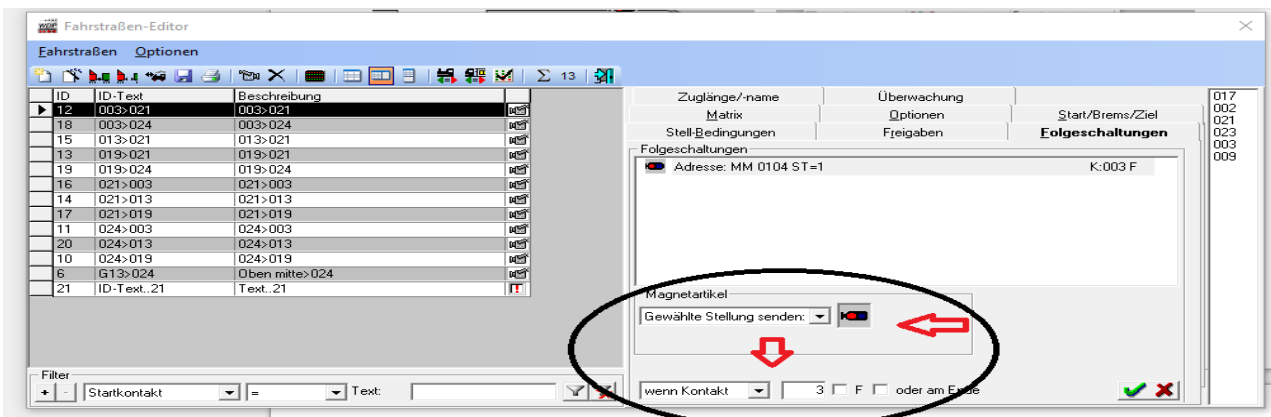 Fahrstraßen-Editor
Fahrstraßen Optionen
Σ 13
ID ID-Text Beschreibung
12 003>021 003>021
18 003>024 003>024
15 013>021 013>021
13 019>021 019>021
19 019>024 019>024
16 021>003 021>003
14 021>013 021>013
17 021>019 021>019
11 024>003 024>003
20 024>013 024>013
10 024>019 024>019
6 G13>024 Oben mitte>024
21 ID-Text..21 Text..21
Filter
+ - Startkontakt = Text:
Zuglänge/-name Überwachung
Matrix Optionen Start/Brems/Ziel
Stell-Bedingungen Freigaben Folgeschaltungen
Folgeschaltungen
Adresse: MM 0104 ST=1 K:003 F
Magnetartikel
Gewählte Stellung senden:
wenn Kontakt 3 F oder am Ende
017
002
021
023
003
009